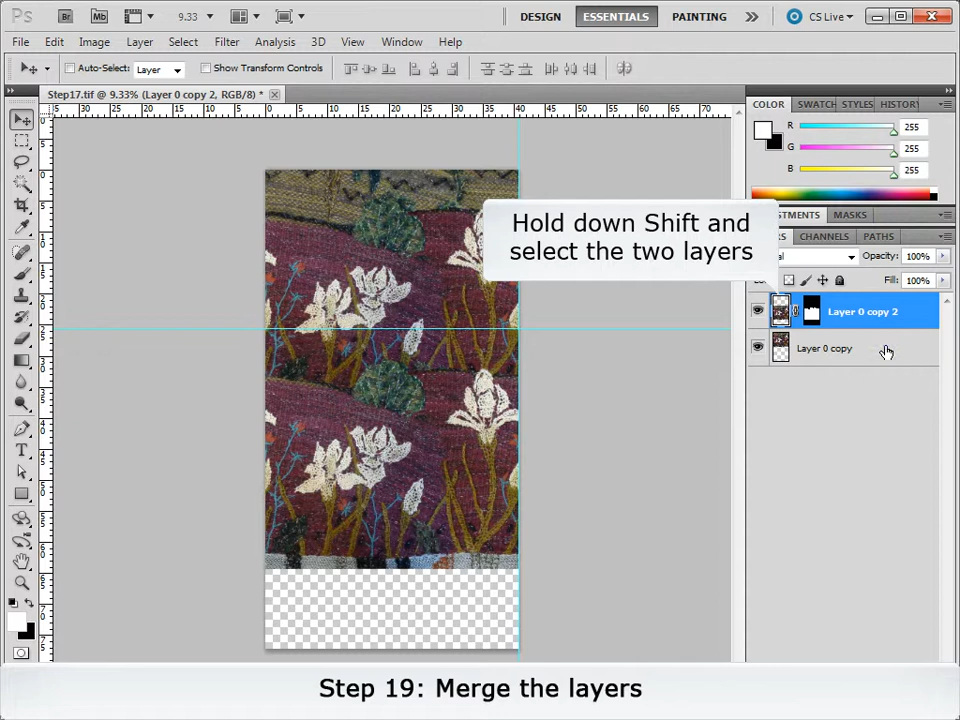 Ps Br Mb 9.33 DESIGN ESSENTIALS PAINTING CS Live
File Edit Image Layer Select Filter Analysis 3D View Window Help
Auto-Select: Layer Show Transform Controls
Step17.tif @ 9.33% (Layer 0 copy 2, RGB/8) *
COLOR SWATCH STYLES HISTORY
R 255
G 255
B 255
Hold down Shift and
select the two layers
STMENTS MASKS
CHANNELS PATHS
Opacity: 100%
Fill: 100%
Layer 0 copy 2
Layer 0 copy
Step 19: Merge the layers